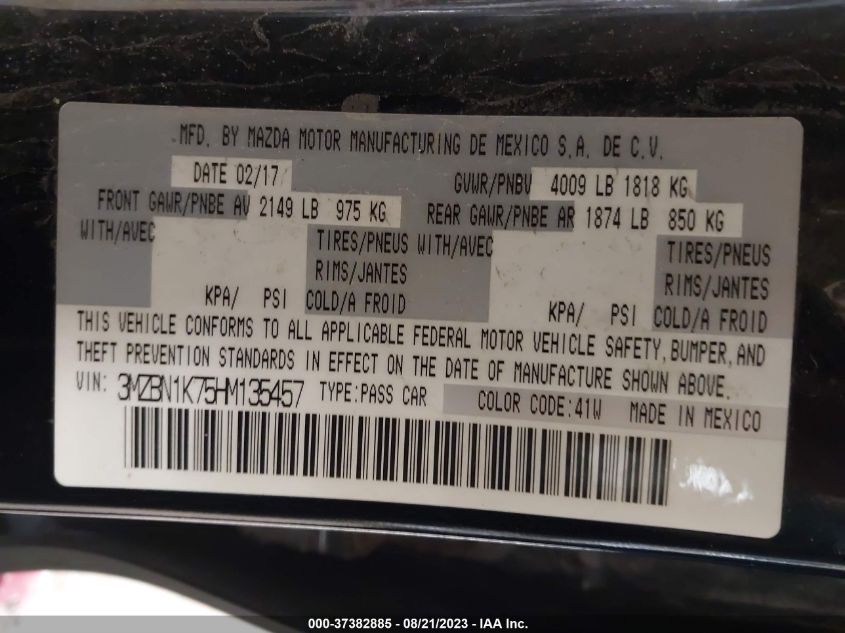 MFD. BY MAZDA MOTOR MANUFACTURING DE MEXICO S.A. DE C.V.
DATE 02/17 GVWR/PNBV 4009 LB 1818 KG
FRONT GAWR/PNBE AV 2149 LB 975 KG REAR GAWR/PNBE AR 1874 LB 850 KG
WITH/AVEC TIRES/PNEUS WITH/AVEC TIRES/PNEUS
RIMS/JANTES RIMS/JANTES
KPA/ PSI COLD/A FROID KPA/ PSI COLD/A FROID
THIS VEHICLE CONFORMS TO ALL APPLICABLE FEDERAL MOTOR VEHICLE SAFETY, BUMPER, AND
THEFT PREVENTION STANDARDS IN EFFECT ON THE DATE OF MANUFACTURE SHOWN ABOVE.
VIN: 3MZBN1K75HM135457 TYPE:PASS CAR COLOR CODE:41W MADE IN MEXICO
000-37382885 - 08/21/2023 - IAA Inc.